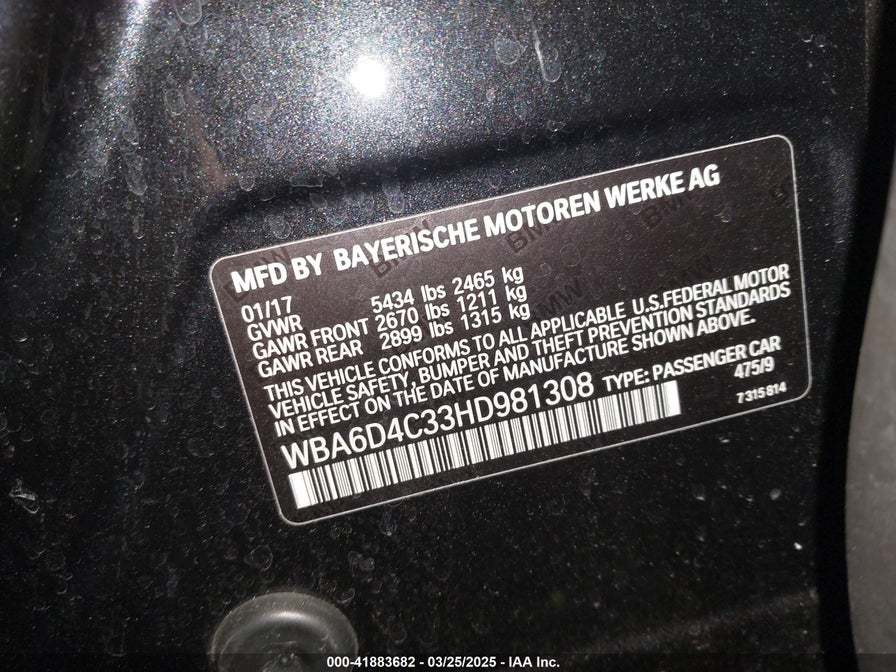 MFD BY BAYERISCHE MOTOREN WERKE AG
01/17
GVWR 5434 lbs 2465 kg
GAWR FRONT 2670 lbs 1211 kg
GAWR REAR 2899 lbs 1315 kg
THIS VEHICLE CONFORMS TO ALL APPLICABLE U.S.FEDERAL MOTOR
VEHICLE SAFETY, BUMPER AND THEFT PREVENTION STANDARDS
IN EFFECT ON THE DATE OF MANUFACTURE SHOWN ABOVE.
WBA6D4C33HD981308 TYPE: PASSENGER CAR
475/9
7 315 814
000-41883682 - 03/25/2025 - IAA Inc.